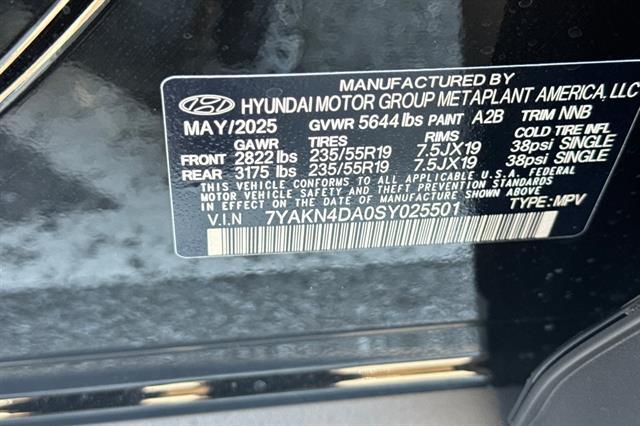 MANUFACTURED BY
HYUNDAI MOTOR GROUP METAPLANT AMERICA, LLC
MAY/2025 GVWR 5644 lbs PAINT A2B TRIM NNB
GAWR TIRES RIMS COLD TIRE INFL
FRONT 2822 lbs 235/55R19 7.5JX19 38psi SINGLE
REAR 3175 lbs 235/55R19 7.5JX19 38psi SINGLE
THIS VEHICLE CONFORMS TO ALL APPLICABLE U.S.A. FEDERAL
MOTOR VEHICLE SAFETY AND THEFT PREVENTION STANDARDS
IN EFFECT ON THE DATE OF MANUFACTURE SHOWN ABOVE.
V.I.N 7YAKN4DA0SY025501 TYPE: MPV